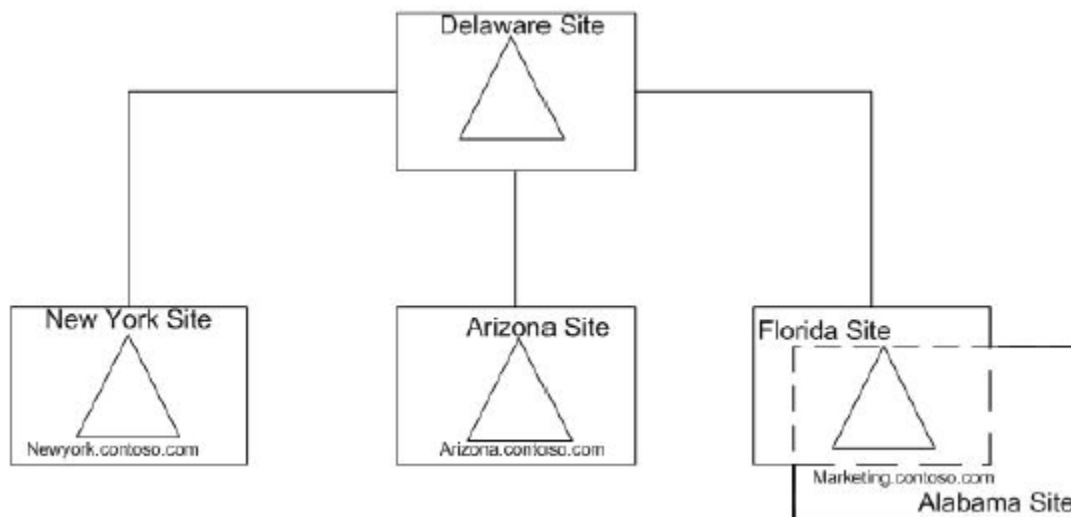 Delaware Site
New York Site
Arizona Site
Florida Site
Newyork.contoso.com
Arizona.contoso.com
Marketing.contoso.com
Alabama Site